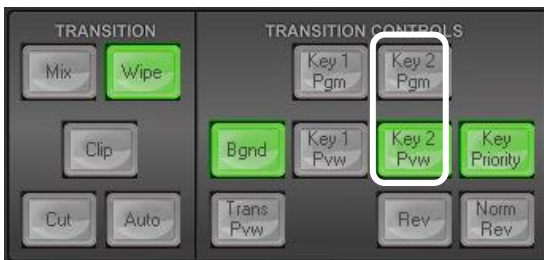 TRANSITION
TRANSITION CONTROLS
Mix
Wipe
Key 1
Pgm
Key 2
Pgm
Clip
Bgnd
Key 1
Pvw
Key 2
Pvw
Key
Priority
Cut
Auto
Trans
Pvw
Rev
Norm
Rev